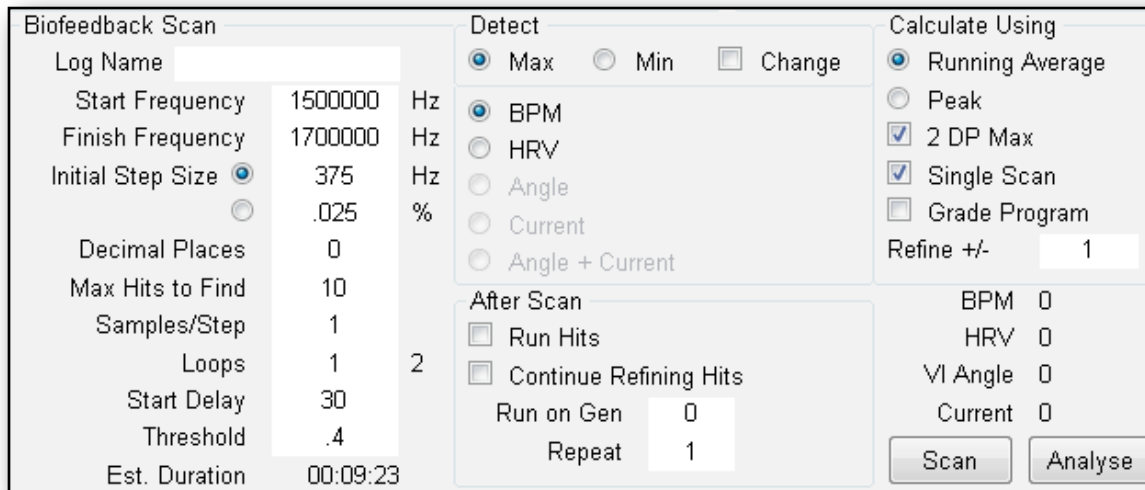 Biofeedback Scan
Log Name
Start Frequency 1500000 Hz
Finish Frequency 1700000 Hz
Initial Step Size 375 Hz
.025 %
Decimal Places 0
Max Hits to Find 10
Samples/Step 1
Loops 1 2
Start Delay 30
Threshold .4
Est. Duration 00:09:23
Detect
Max Min Change
BPM
HRV
Angle
Current
Angle + Current
After Scan
Run Hits
Continue Refining Hits
Run on Gen 0
Repeat 1
Calculate Using
Running Average
Peak
2 DP Max
Single Scan
Grade Program
Refine +/- 1
BPM 0
HRV 0
VI Angle 0
Current 0
Scan Analyse